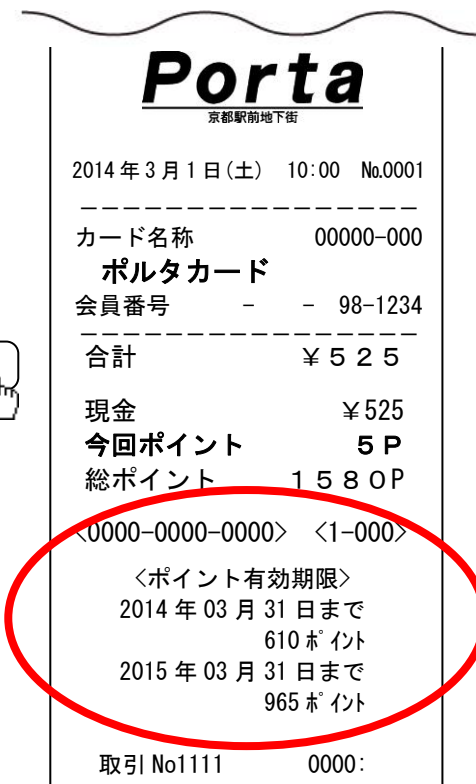 Porta
京都駅前地下街
2014年3月1日(土) 10:00 №0001
カード名称 00000-000
ポルタカード
会員番号 - - 98-1234
合計 ¥525
現金 ¥525
今回ポイント 5P
総ポイント 1580P
<0000-0000-0000> <1-000>
<ポイント有効期限>
2014年03月31日まで
610ポイント
2015年03月31日まで
965ポイント
取引No1111 0000: